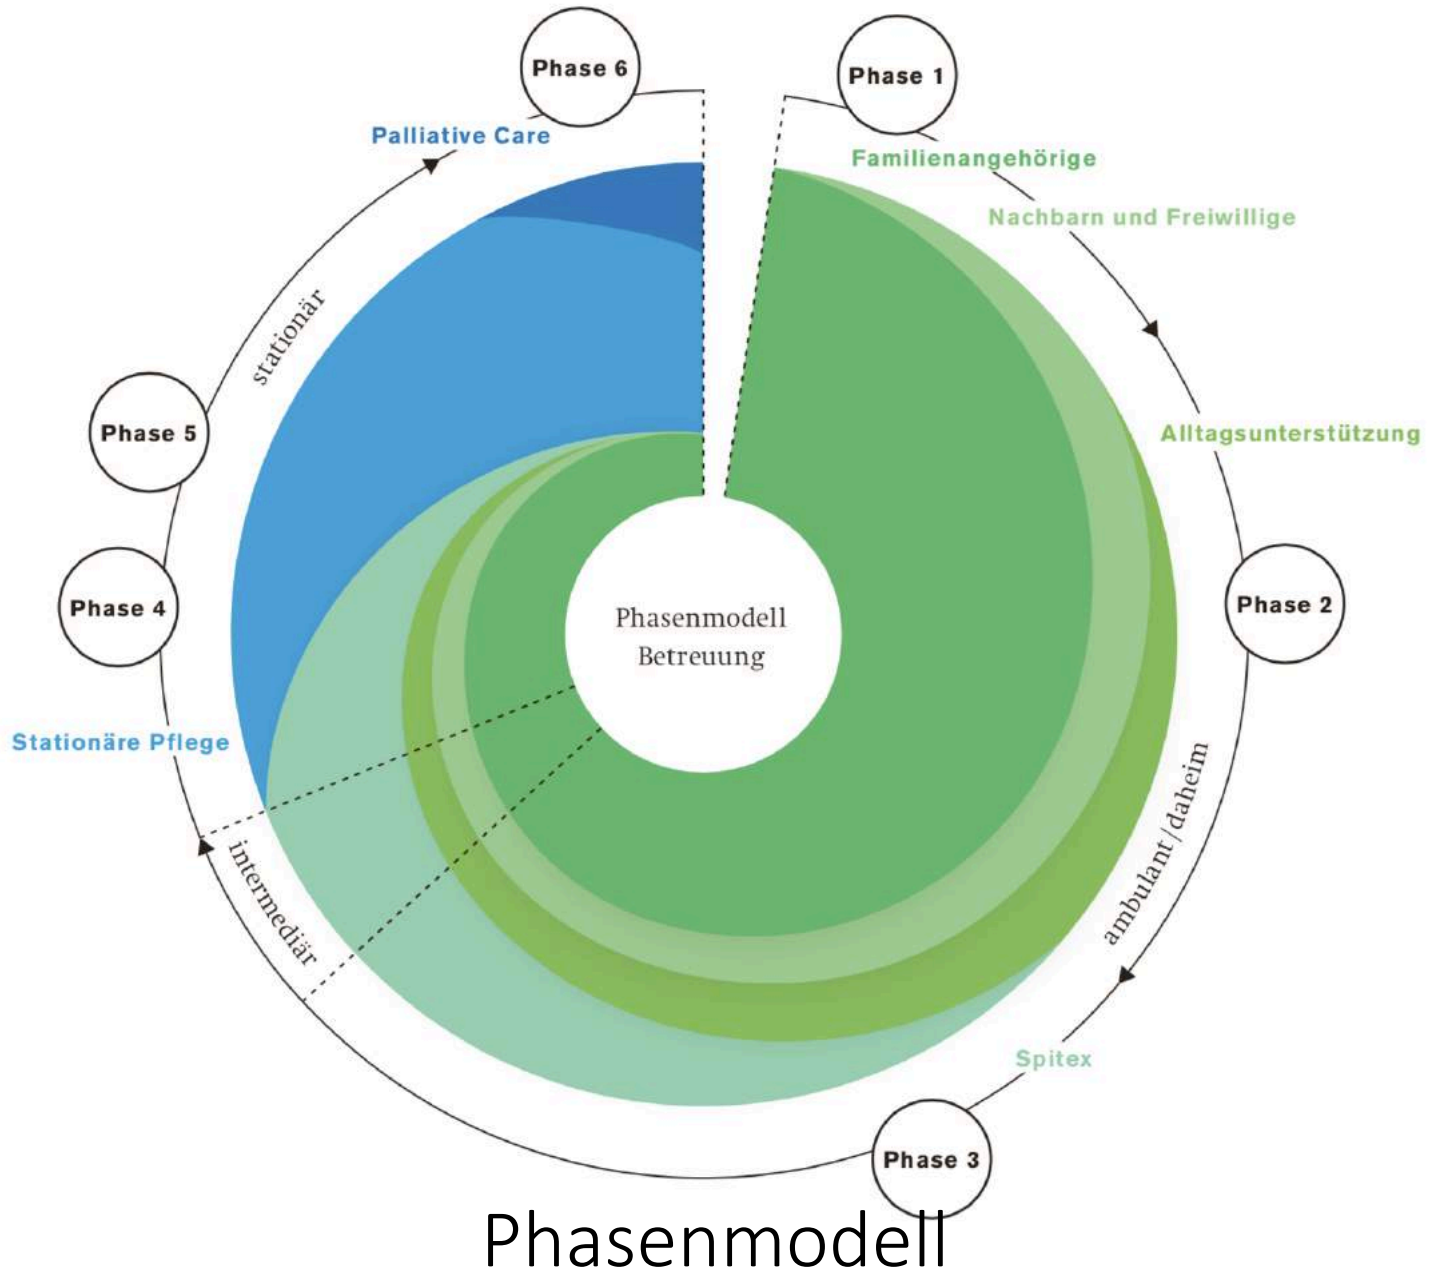 Phase 1
Familienangehörige
Nachbarn und Freiwillige
Alltagsunterstützung
Phase 2
ambulant/daheim
Spitex
Phase 3
intermediär
Stationäre Pflege
Phase 4
Phase 5
stationär
Palliative Care
Phase 6
Phasenmodell
Betreuung
Phasenmodell